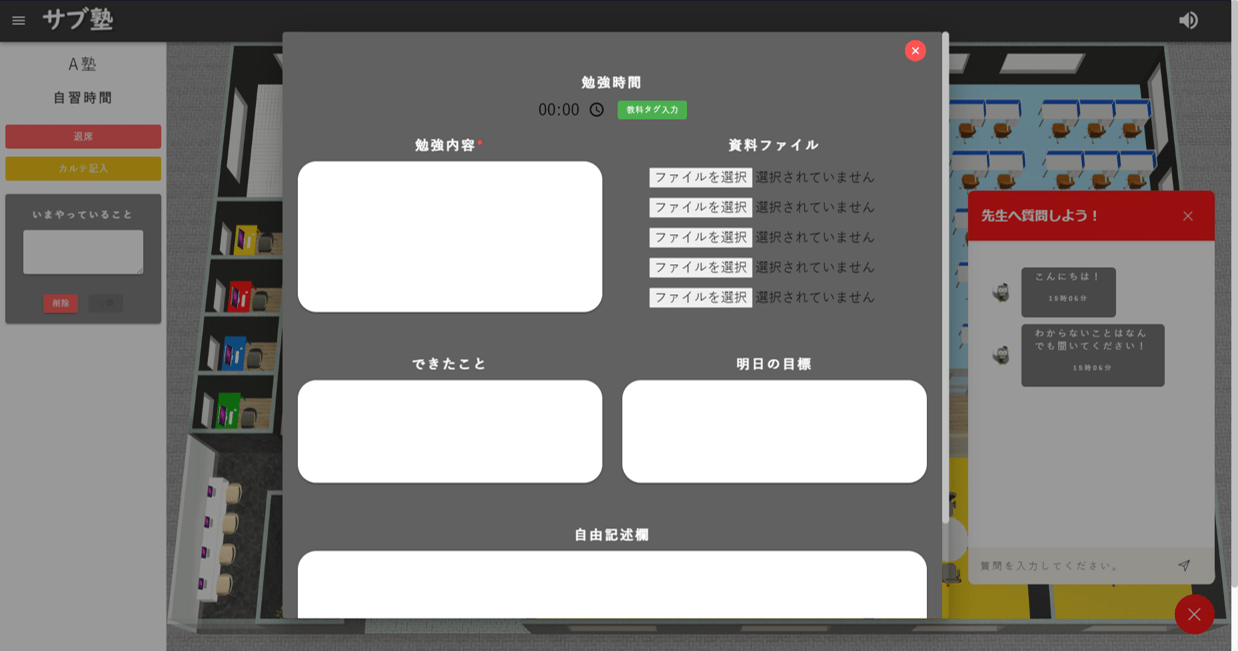 サブ塾
A塾
自習時間
退席
カルテ記入
いまやっていること
削除
勉強時間
00:00
教科タグ入力
勉強内容*
資料ファイル
ファイルを選択 選択されていません
ファイルを選択 選択されていません
ファイルを選択 選択されていません
ファイルを選択 選択されていません
ファイルを選択 選択されていません
できたこと
明日の目標
自由記述欄
先生へ質問しよう！
こんにちは！
19時06分
わからないことはなん
でも聞いてください！
19時06分
質問を入力してください。